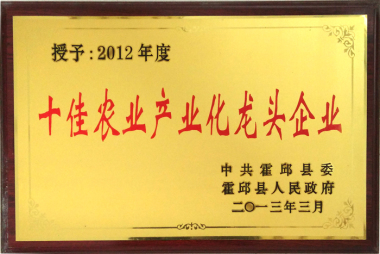 授予：2012年度
十佳农业产业化龙头企业
中共霍邱县委
霍邱县人民政府
二〇一三年三月